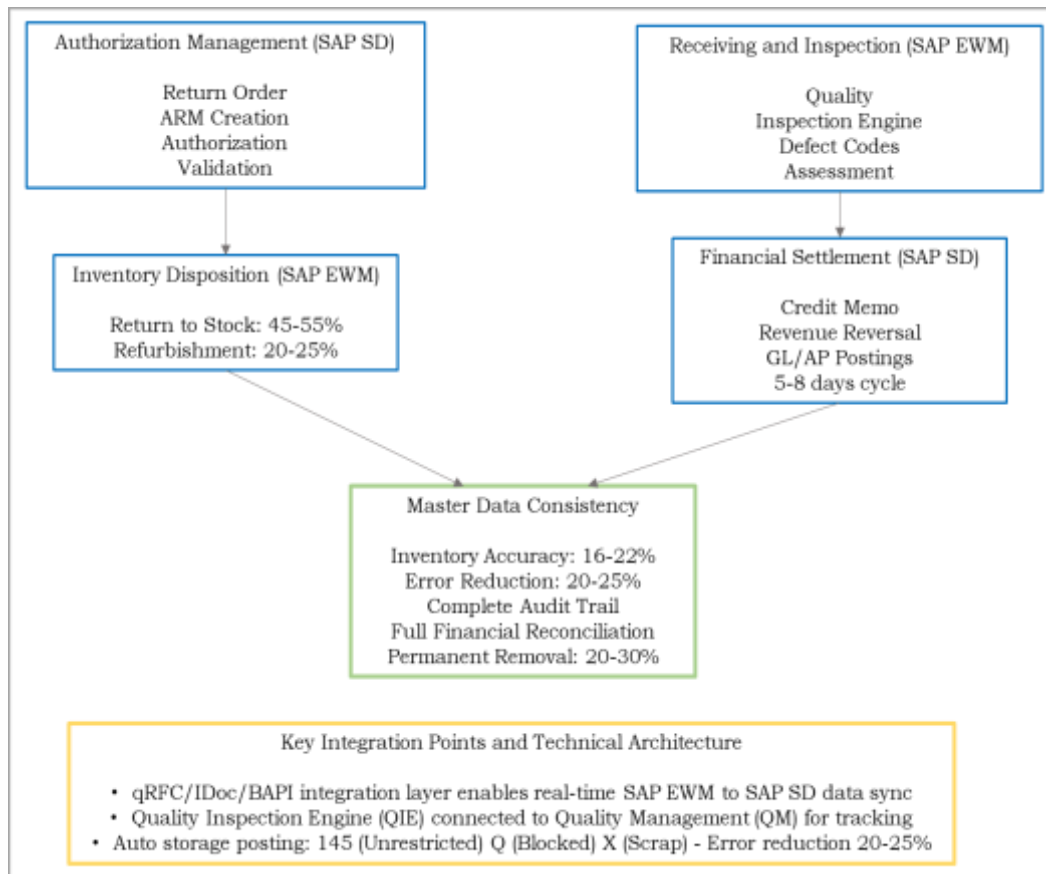 Authorization Management (SAP SD)
Return Order
ARM Creation
Authorization
Validation
Receiving and Inspection (SAP EWM)
Quality
Inspection Engine
Defect Codes
Assessment
Inventory Disposition (SAP EWM)
Return to Stock: 45-55%
Refurbishment: 20-25%
Financial Settlement (SAP SD)
Credit Memo
Revenue Reversal
GL/AP Postings
5-8 days cycle
Master Data Consistency
Inventory Accuracy: 16-22%
Error Reduction: 20-25%
Complete Audit Trail
Full Financial Reconciliation
Permanent Removal: 20-30%
Key Integration Points and Technical Architecture
• qRFC/IDoc/BAPI integration layer enables real-time SAP EWM to SAP SD data sync
• Quality Inspection Engine (QIE) connected to Quality Management (QM) for tracking
• Auto storage posting: 145 (Unrestricted) Q (Blocked) X (Scrap) - Error reduction 20-25%